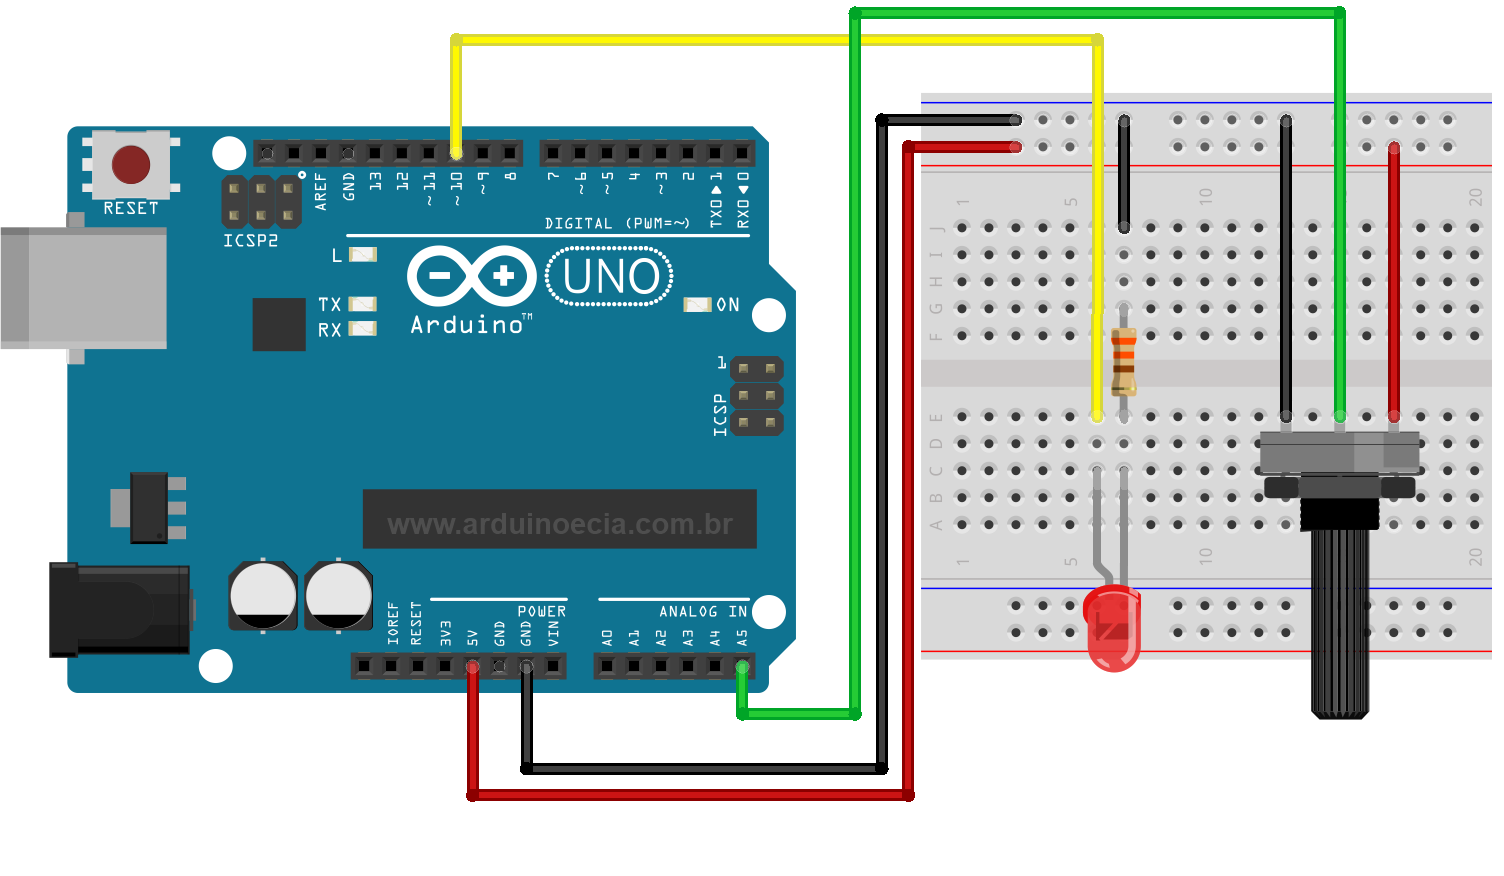 RESET
ICSP2
AREF
GND
13
12
~11
~10
~9
8
7
~6
~5
4
~3
2
TX0▶1
RX0◀0
DIGITAL (PWM=~)
L
TX
RX
UNO
Arduino™
ON
1
ICSP
www.arduinoecia.com.br
POWER
ANALOG IN
IOREF
RESET
3V3
5V
GND
GND
VIN
A0
A1
A2
A3
A4
A5
1
5
10
20
J
I
H
G
F
E
D
C
B
A
1
5
10
20